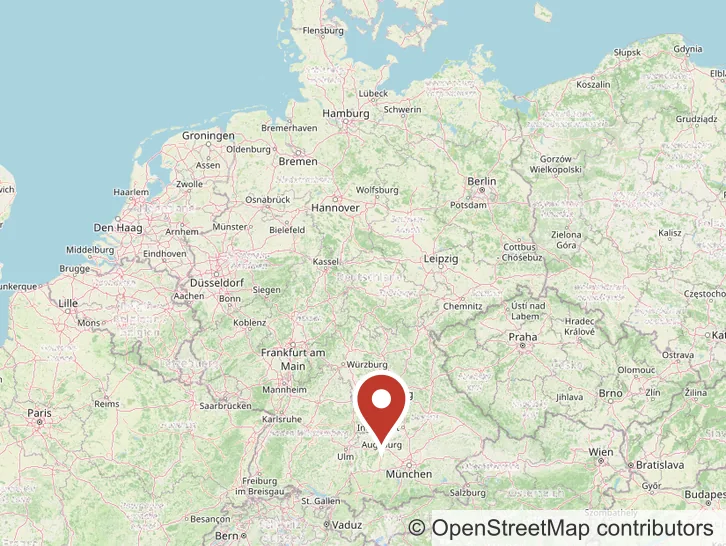 Flensburg
Słupsk
Gdynia
Koszalin
Lübeck
Schwerin
Hamburg
Bremerhaven
Grudziądz
Groningen
Oldenburg
Bremen
Assen
Gorzów
Wielkopolski
Zwolle
Berlin
Wolfsburg
Haarlem
Osnabrück
Hannover
Potsdam
Den Haag
Arnhem
Münster
Bielefeld
Zielona
Góra
Kalisz
Middelburg
Eindhoven
Cottbus
Chóśebuz
Brugge
Kassel
Leipzig
Düsseldorf
Aachen
Bonn
Siegen
Lille
Chemnitz
Ústí nad
Labem
Mons
Koblenz
Hradec
Králové
Praha
Frankfurt am
Main
Ostrava
Würzburg
Olomouc
Mannheim
Jihlava
Brno
Zlín
Žilina
Reims
Saarbrücken
Paris
Karlsruhe
Ulm
Wien
Bratislava
München
Freiburg
im Breisgau
Salzburg
Győr
St. Gallen
Besançon
Vaduz
Bern
© OpenStreetMap contributors